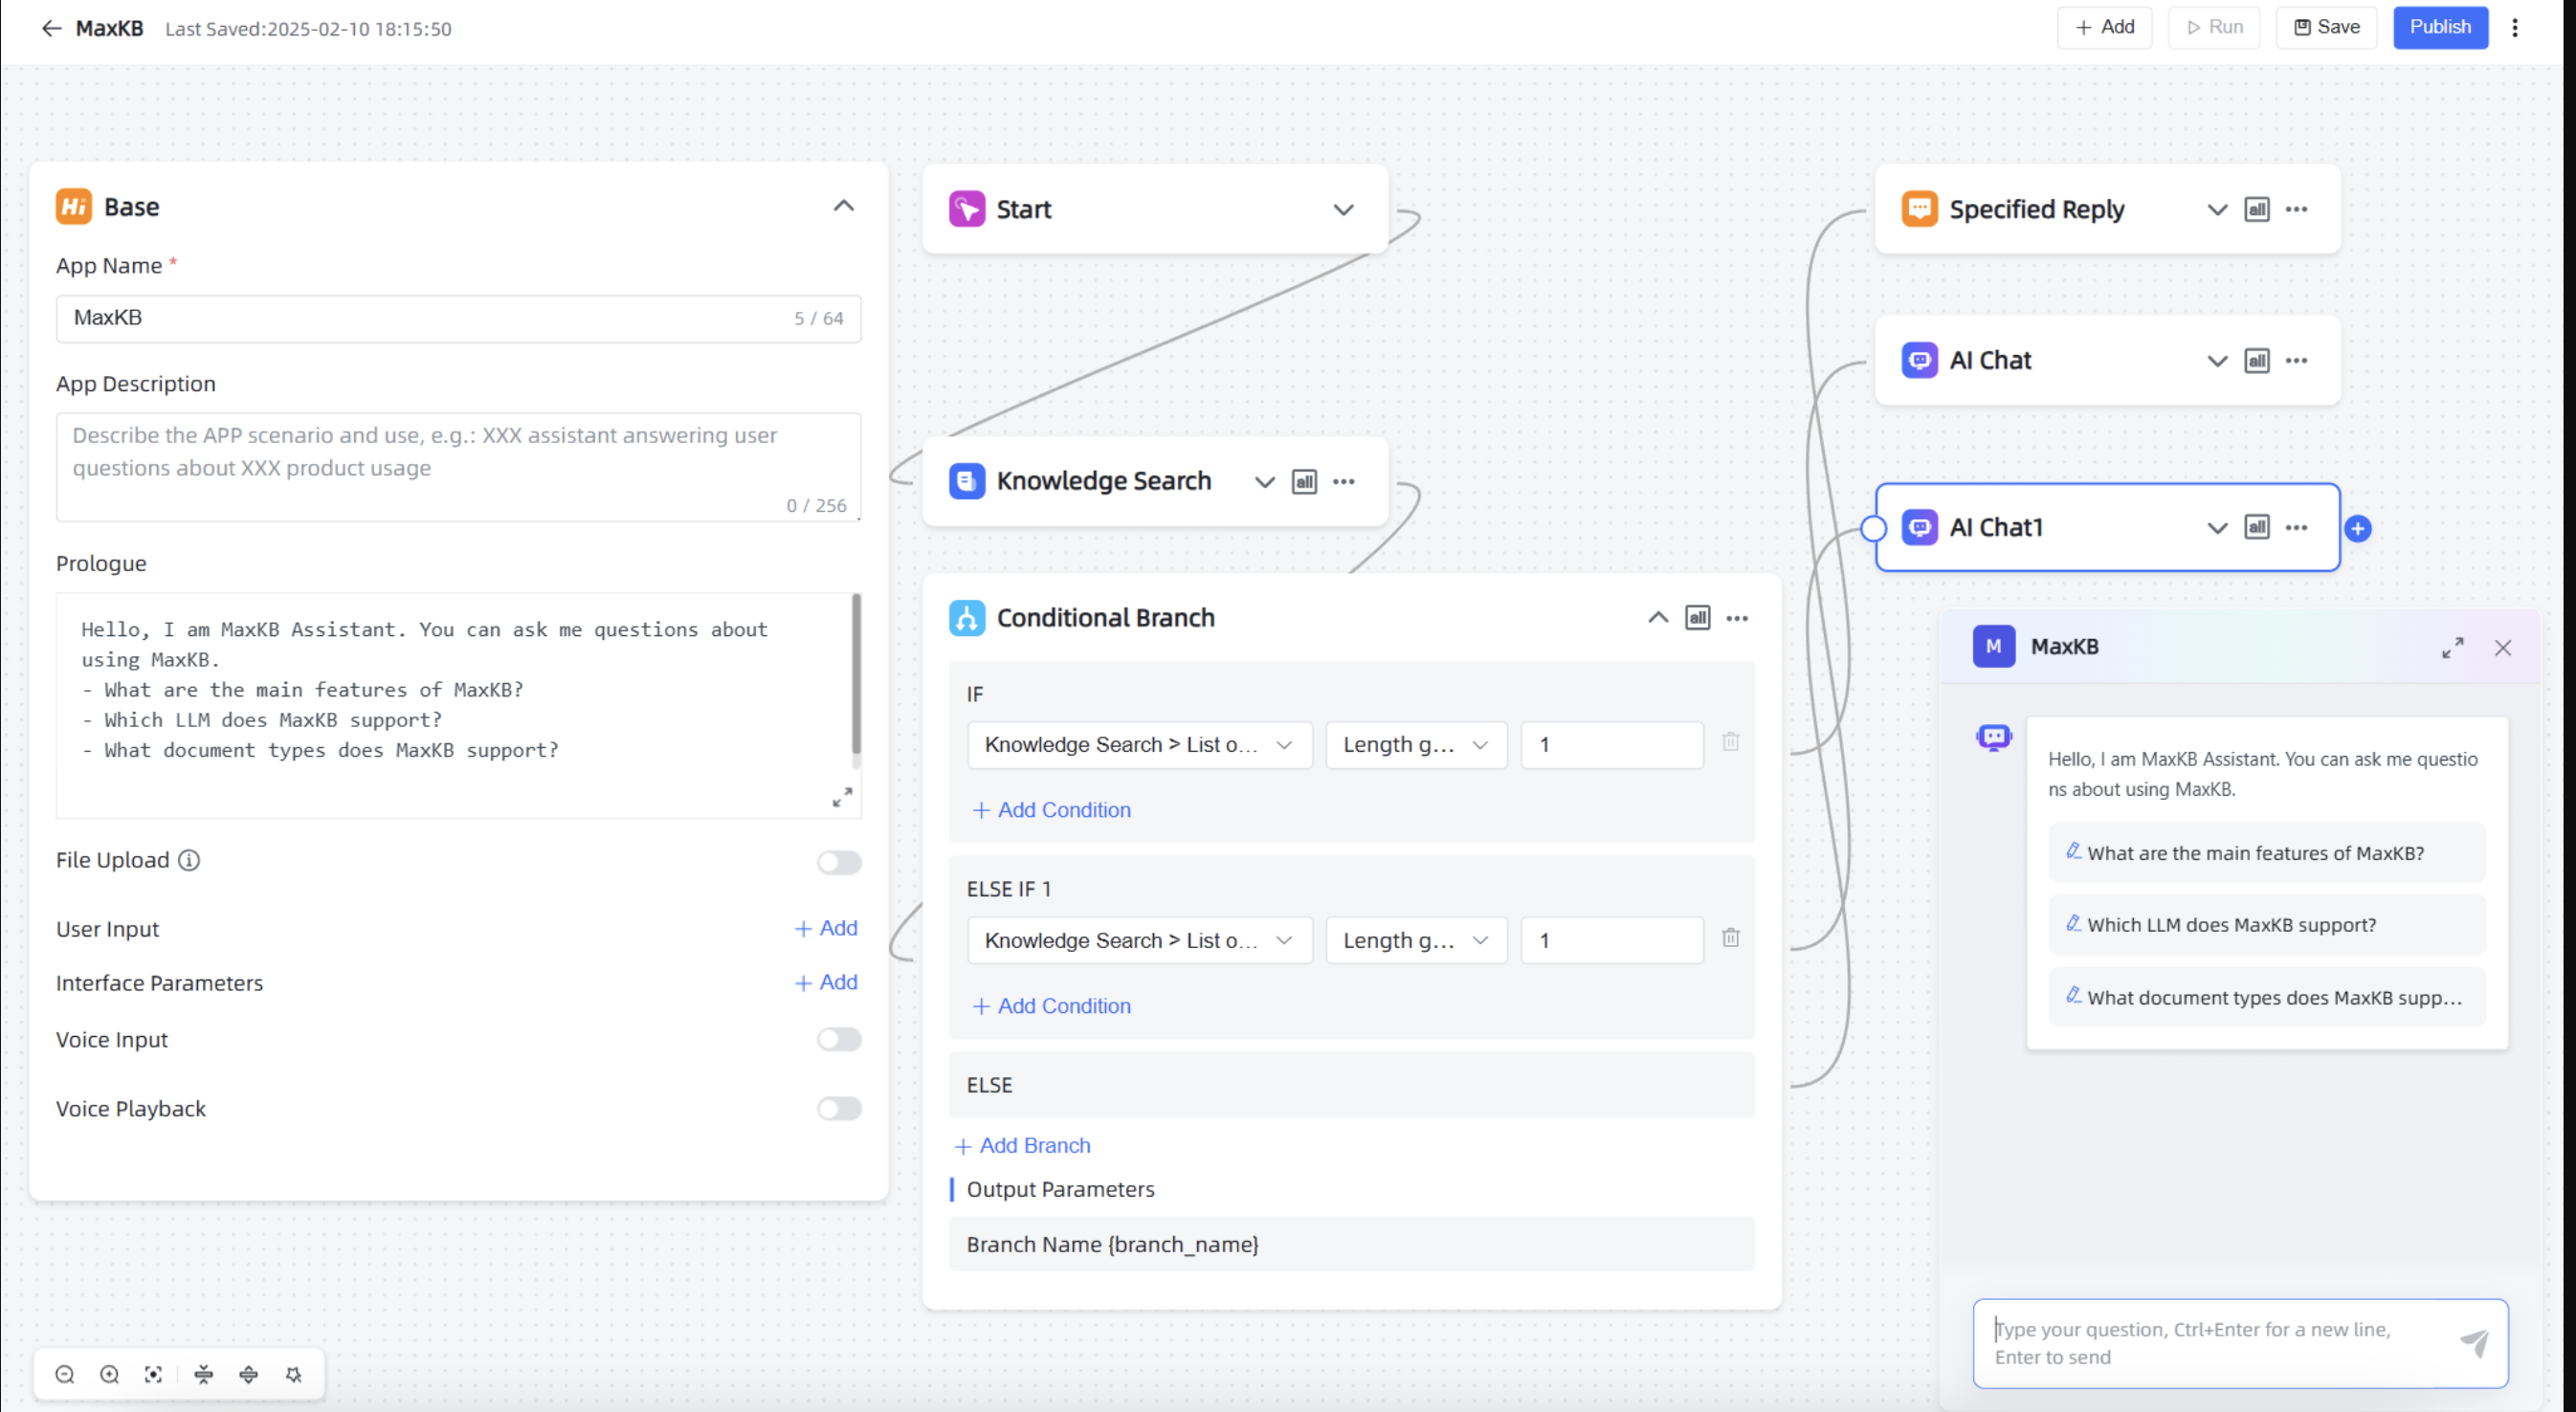 MaxKB Last Saved:2025-02-10 18:15:50
Add Run Save Publish
Hi Base
App Name *
MaxKB 5 / 64
App Description
Describe the APP scenario and use, e.g.: XXX assistant answering user
questions about XXX product usage
0 / 256
Prologue
Hello, I am MaxKB Assistant. You can ask me questions about
using MaxKB.
- What are the main features of MaxKB?
- Which LLM does MaxKB support?
- What document types does MaxKB support?
File Upload
User Input + Add
Interface Parameters + Add
Voice Input
Voice Playback
Start
Knowledge Search all
Conditional Branch all
IF
Knowledge Search > List o... Length g... 1
+ Add Condition
ELSE IF 1
Knowledge Search > List o... Length g... 1
+ Add Condition
ELSE
+ Add Branch
Output Parameters
Branch Name {branch_name}
Specified Reply all
AI Chat all
AI Chat1 all
M MaxKB
Hello, I am MaxKB Assistant. You can ask me questio
ns about using MaxKB.
What are the main features of MaxKB?
Which LLM does MaxKB support?
What document types does MaxKB supp...
Type your question, Ctrl+Enter for a new line,
Enter to send